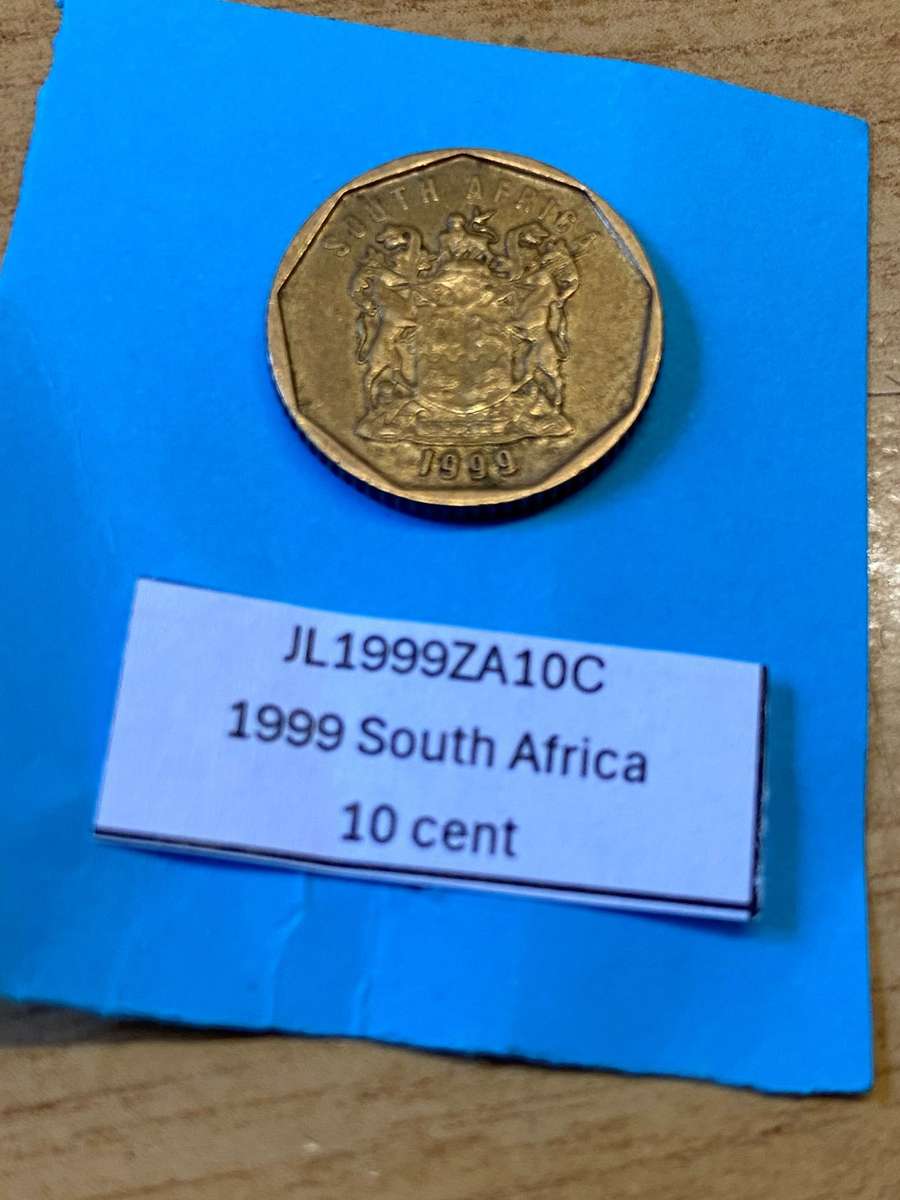 SOUTH AFRICA
1999
JL1999ZA10C
1999 South Africa
10 cent